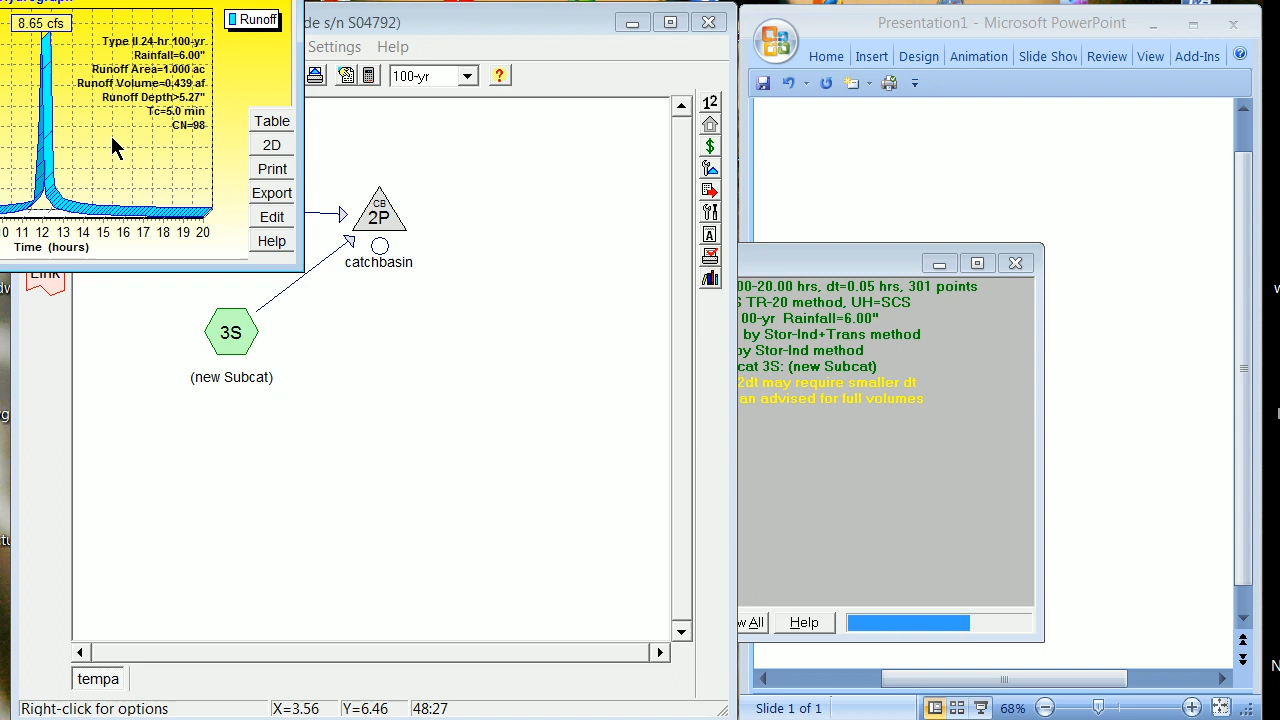 8.65 cfs
Runoff
Type II 24-hr 100-yr
Rainfall=6.00"
Runoff Area=1.000 ac
Runoff Volume=0.439 af
Runoff Depth>5.27"
Tc=5.0 min
CN=98
11 12 13 14 15 16 17 18 19 20
Time (hours)
Table
2D
Print
Export
Edit
Help
de s/n S04792)
Settings Help
100-yr
CB
2P
catchbasin
3S
(new Subcat)
12
$
A
tempa
Right-click for options X=3.56 Y=6.46 48:27
Presentation1 - Microsoft PowerPoint
Home Insert Design Animation Slide Shov Review View Add-Ins
00-20.00 hrs, dt=0.05 hrs, 301 points
S TR-20 method, UH=SCS
00-yr Rainfall=6.00"
by Stor-Ind+Trans method
by Stor-Ind method
cat 3S: (new Subcat)
2dt may require smaller dt
an advised for full volumes
w All Help
Slide 1 of 1 68%